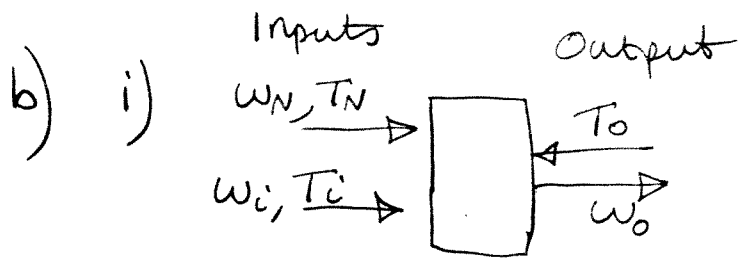 b) i) Inputs Output
ωN, TN
To
ωi, Ti
ωo